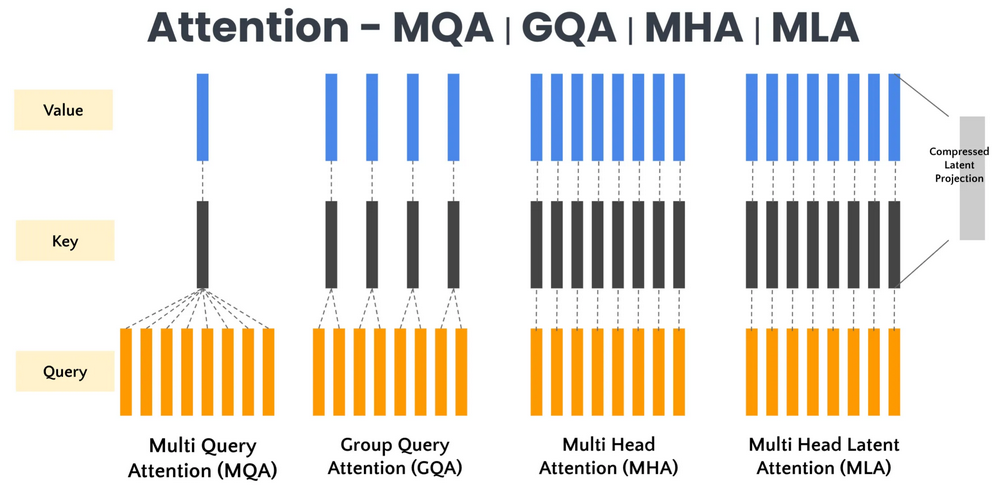 Attention - MQA | GQA | MHA | MLA
Value
Compressed
Latent
Projection
Key
Query
Multi Query
Attention (MQA)
Group Query
Attention (GQA)
Multi Head
Attention (MHA)
Multi Head Latent
Attention (MLA)